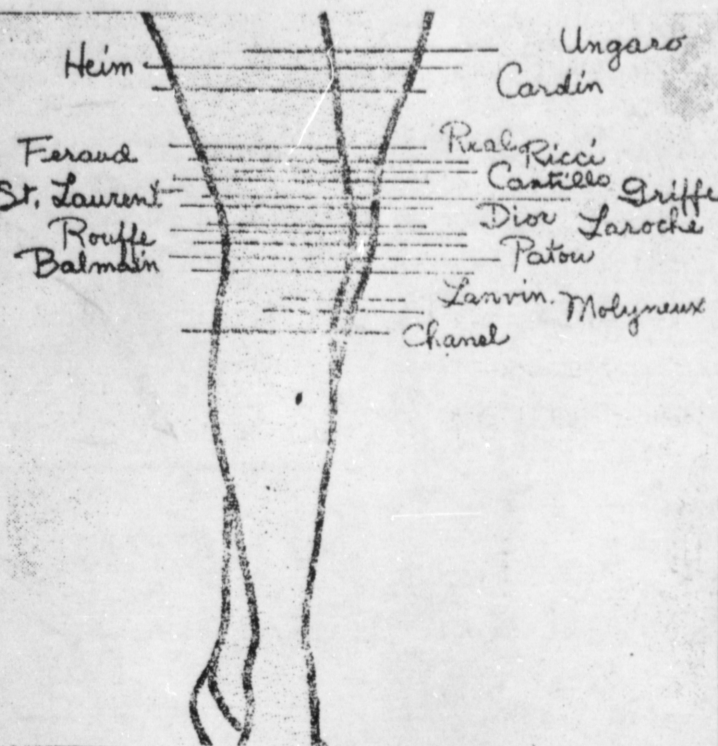 Ungaro
Heim
Cardin
Real
Feraud
Ricci
Castillo
St. Laurent
Griffe
Dior
Laroche
Rouffe
Patou
Balmain
Lanvin
Molyneux
Chanel